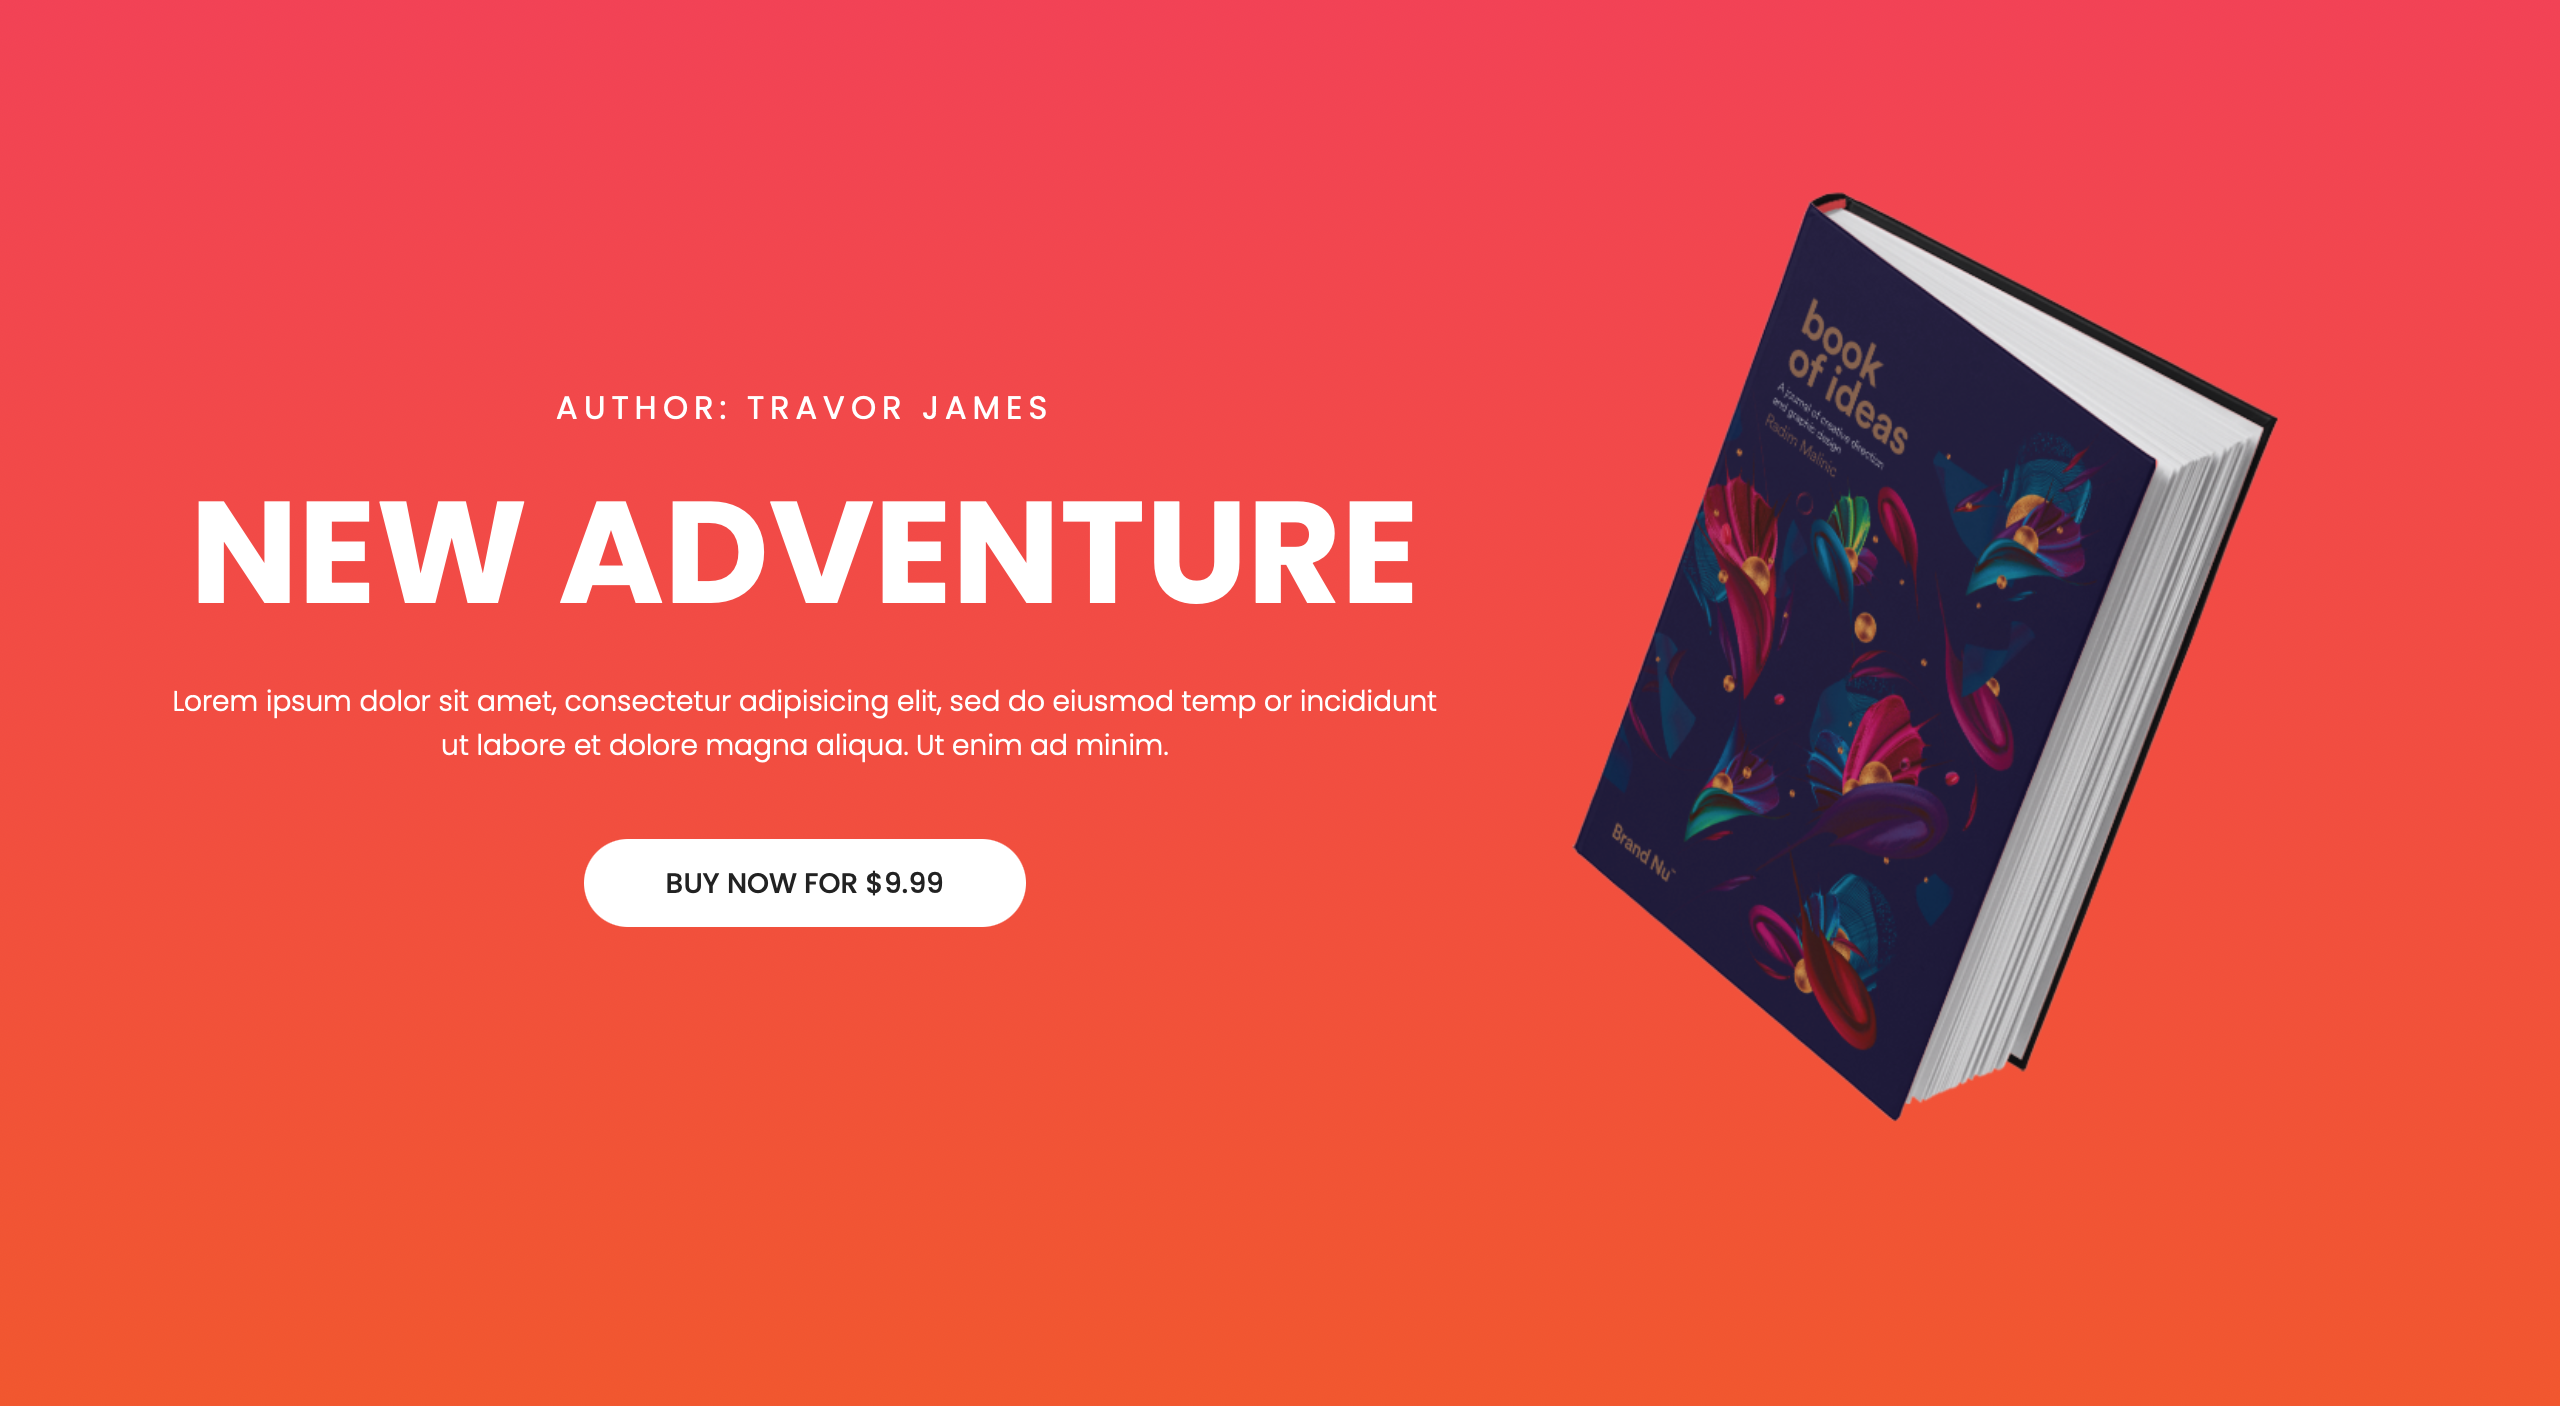 AUTHOR: TRAVOR JAMES
NEW ADVENTURE
Lorem ipsum dolor sit amet, consectetur adipisicing elit, sed do eiusmod temp or incididunt
ut labore et dolore magna aliqua. Ut enim ad minim.
BUY NOW FOR $9.99
book
of ideas
A journal of creative direction
and graphic design
Radim Malinic
Brand Nu™